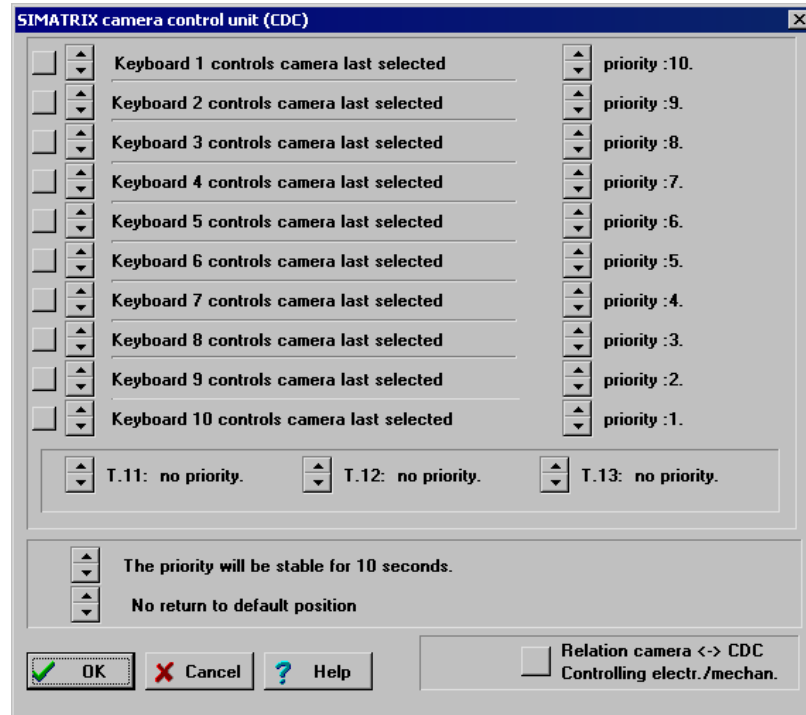 SIMATRIX camera control unit (CDC)
Keyboard 1 controls camera last selected priority :10.
Keyboard 2 controls camera last selected priority :9.
Keyboard 3 controls camera last selected priority :8.
Keyboard 4 controls camera last selected priority :7.
Keyboard 5 controls camera last selected priority :6.
Keyboard 6 controls camera last selected priority :5.
Keyboard 7 controls camera last selected priority :4.
Keyboard 8 controls camera last selected priority :3.
Keyboard 9 controls camera last selected priority :2.
Keyboard 10 controls camera last selected priority :1.
T.11: no priority. T.12: no priority. T.13: no priority.
The priority will be stable for 10 seconds.
No return to default position
OK Cancel ? Help
Relation camera <-> CDC
Controlling electr./mechan.